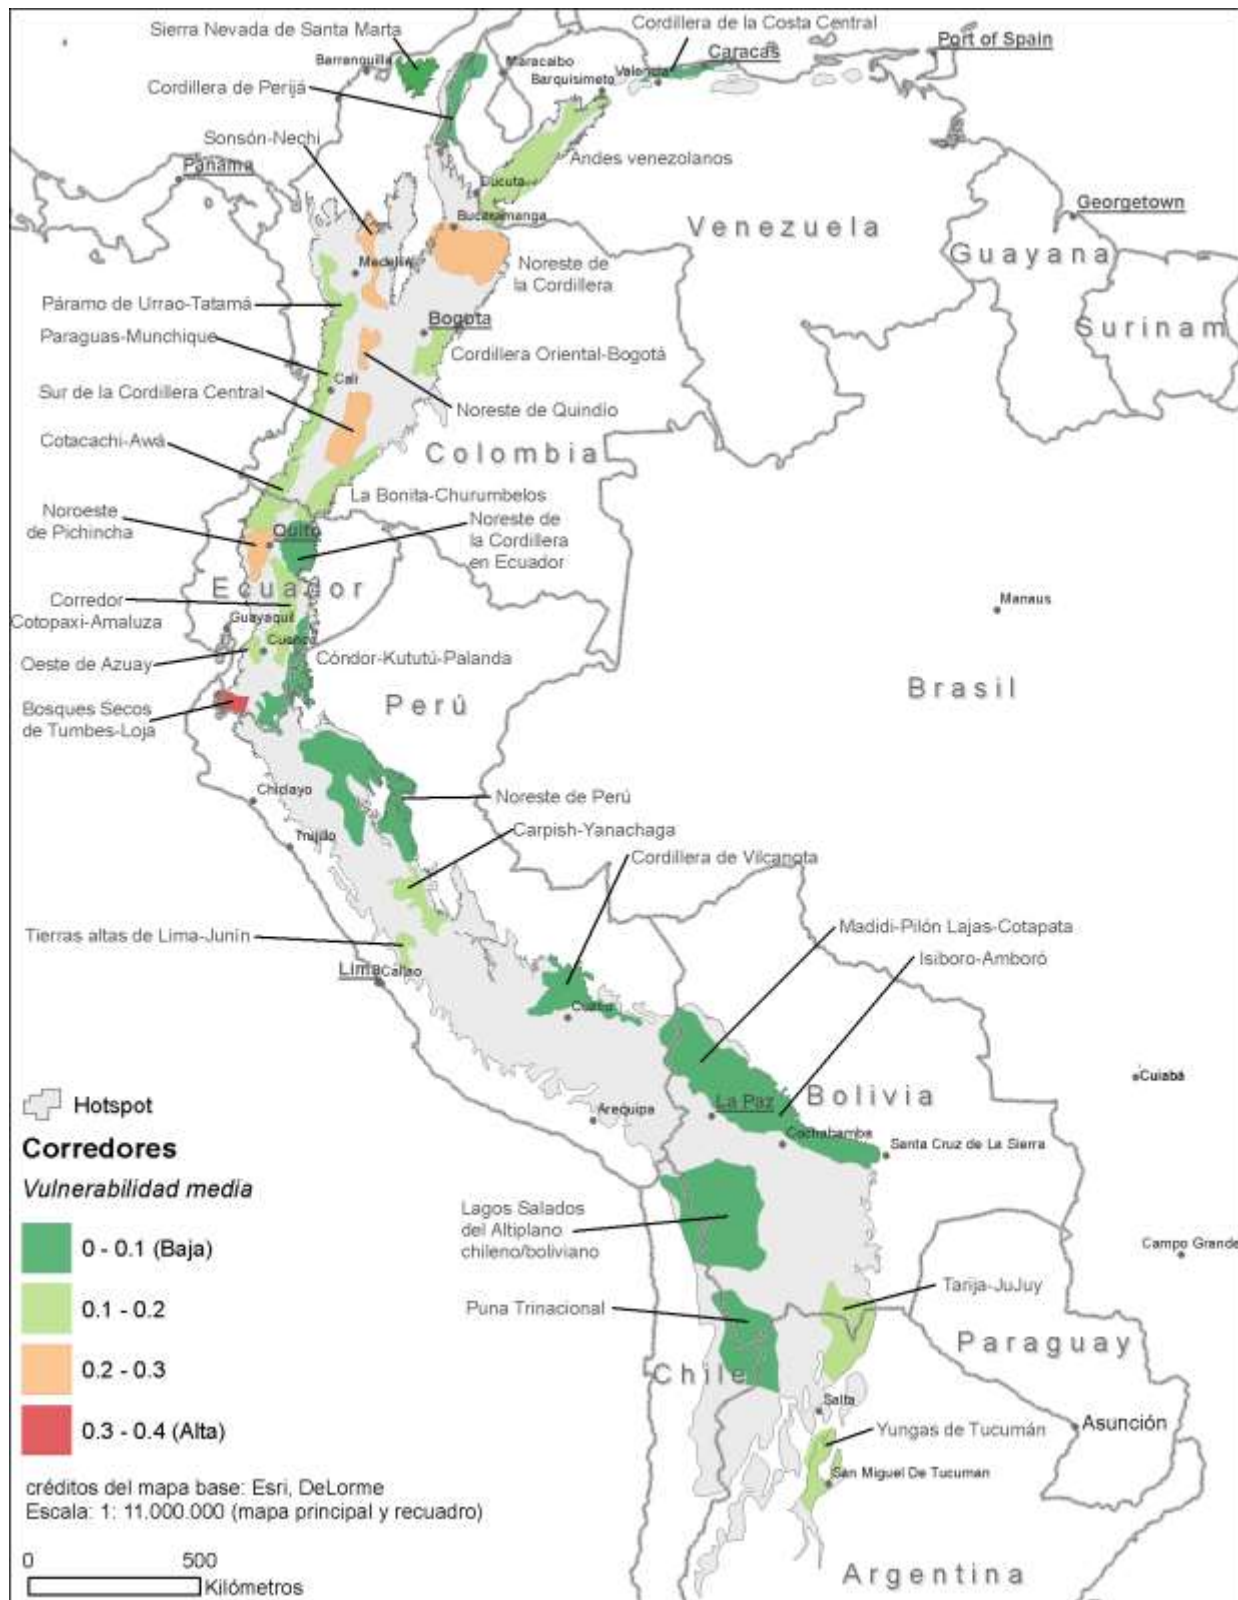 Sierra Nevada de Santa Marta
Cordillera de la Costa Central
Barranquilla
Maracaibo
Valencia
Caracas
Port of Spain
Barquisimeto
Cordillera de Perijá
Sonsón-Nechi
Panama
Andes venezolanos
Cucuta
Bucaramanga
Venezuela
Georgetown
Guayana
Surinam
Medellin
Noreste de
la Cordillera
Páramo de Urrao-Tatamá
Bogota
Paraguas-Munchique
Cordillera Oriental-Bogotá
Cali
Sur de la Cordillera Central
Noreste de Quindío
Cotacachi-Awá
Colombia
La Bonita-Churumbelos
Noroeste
de Pichincha
Quito
Noreste de
la Cordillera
en Ecuador
Ecuador
Corredor
Cotopaxi-Amaluza
Guayaquil
Manaus
Cuenca
Oeste de Azuay
Cóndor-Kututú-Palanda
Brasil
Perú
Bosques Secos
de Tumbes-Loja
Chiclayo
Noreste de Perú
Trujillo
Carpish-Yanachaga
Cordillera de Vilcanota
Tierras altas de Lima-Junín
Madidi-Pilón Lajas-Cotapata
Isiboro-Amboró
Lima
Callao
Cuzco
Cuiabá
Bolivia
La Paz
Arequipa
Cochabamba
Santa Cruz de La Sierra
Lagos Salados
del Altiplano
chileno/boliviano
Campo Grande
Tarija-JuJuy
Puna Trinacional
Paraguay
Chile
Salta
Asunción
Yungas de Tucumán
San Miguel De Tucuman
Argentina
Hotspot
Corredores
Vulnerabilidad media
0 - 0.1 (Baja)
0.1 - 0.2
0.2 - 0.3
0.3 - 0.4 (Alta)
créditos del mapa base: Esri, DeLorme
Escala: 1: 11.000.000 (mapa principal y recuadro)
0 500
Kilómetros